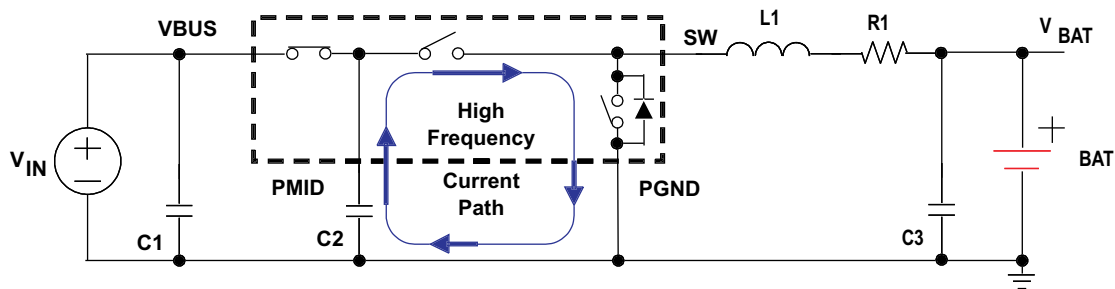 VBUS
SW
L1
R1
V BAT
High
Frequency
Current
Path
PMID
PGND
V IN
+
−
C1
C2
C3
+
BAT